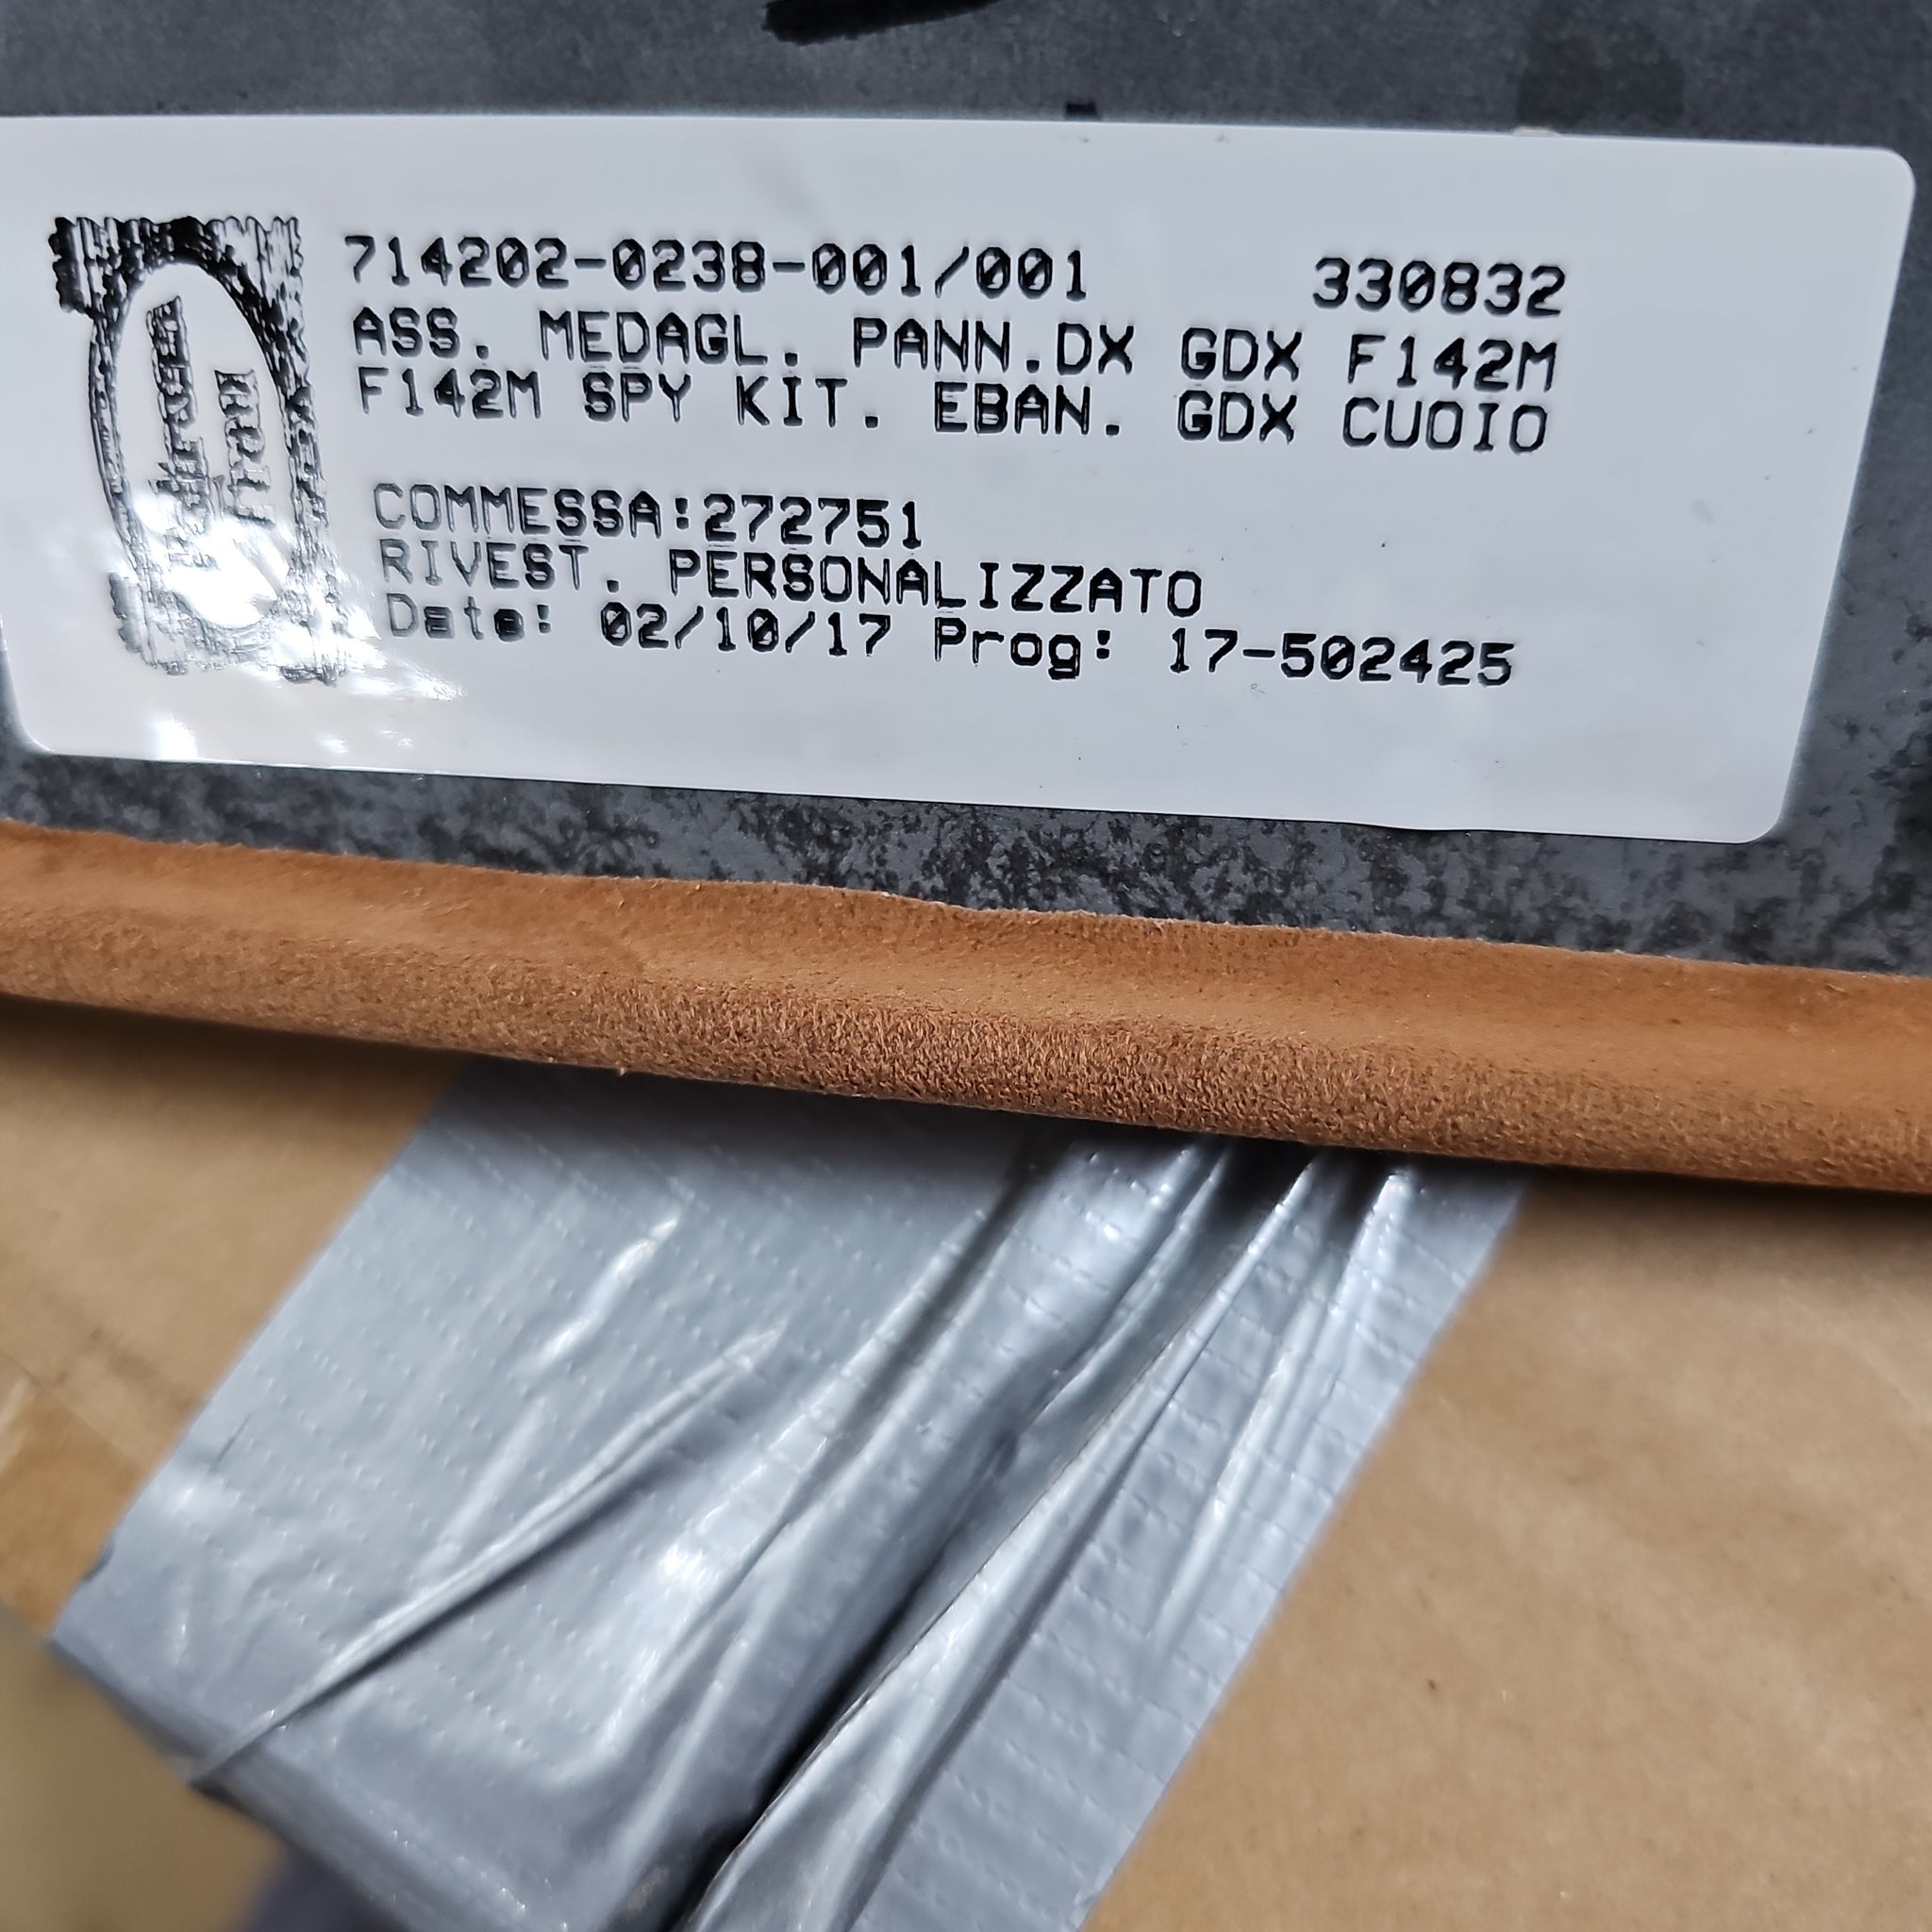 714202-0238-001/001 330832
ASS. MEDAGL. PANN.DX GDX F142M
F142M SPY KIT. EBAN. GDX CUOIO
COMMESSA:272751
RIVEST. PERSONALIZZATO
Date: 02/10/17 Prog: 17-502425